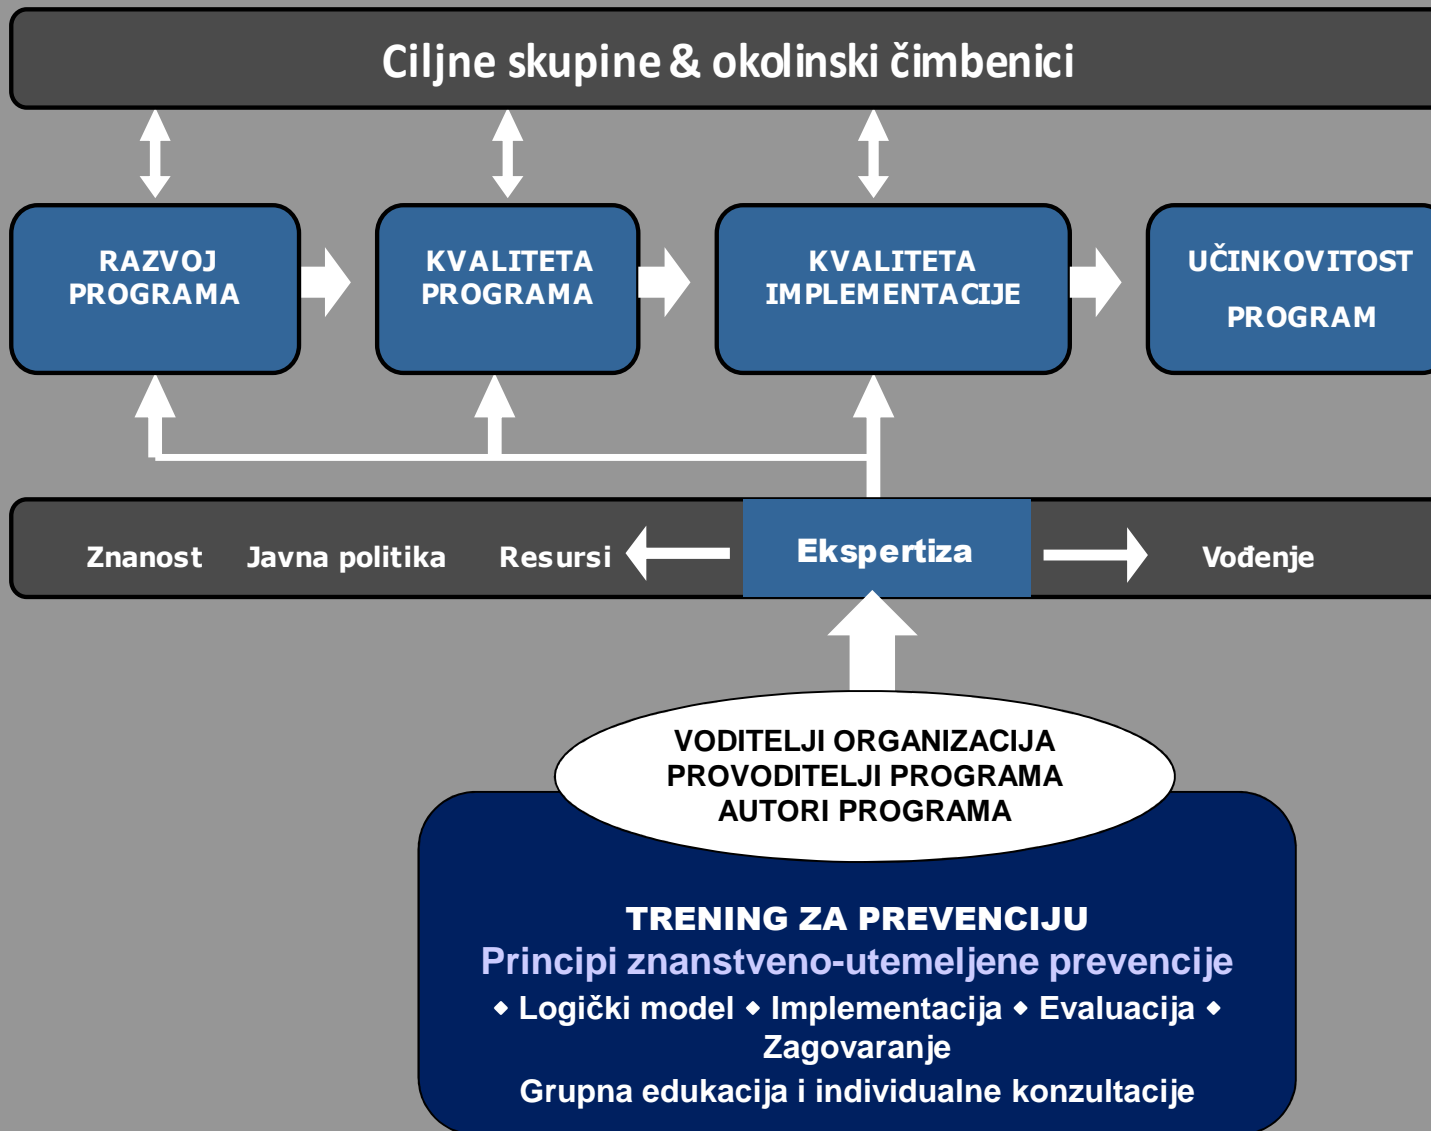 Ciljne skupine & okolinski čimbenici
RAZVOJ
PROGRAMA
KVALITETA
PROGRAMA
KVALITETA
IMPLEMENTACIJE
UČINKOVITOST
PROGRAM
Znanost Javna politika Resursi Ekspertiza Vođenje
VODITELJI ORGANIZACIJA
PROVODITELJI PROGRAMA
AUTORI PROGRAMA
TRENING ZA PREVENCIJU
Principi znanstveno-utemeljene prevencije
◆ Logički model ◆ Implementacija ◆ Evaluacija ◆
Zagovaranje
Grupna edukacija i individualne konzultacije